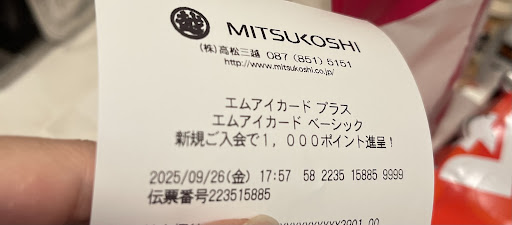 越 MITSUKOSHI
(株)高松三越 087 (851) 5151
http://www.mitsukoshi.co.jp/
エムアイカード プラス
エムアイカード ベーシック
新規ご入会で1,000ポイント進呈!
2025/09/26(金) 17:57 58 2235 15885 9999
伝票番号223515885